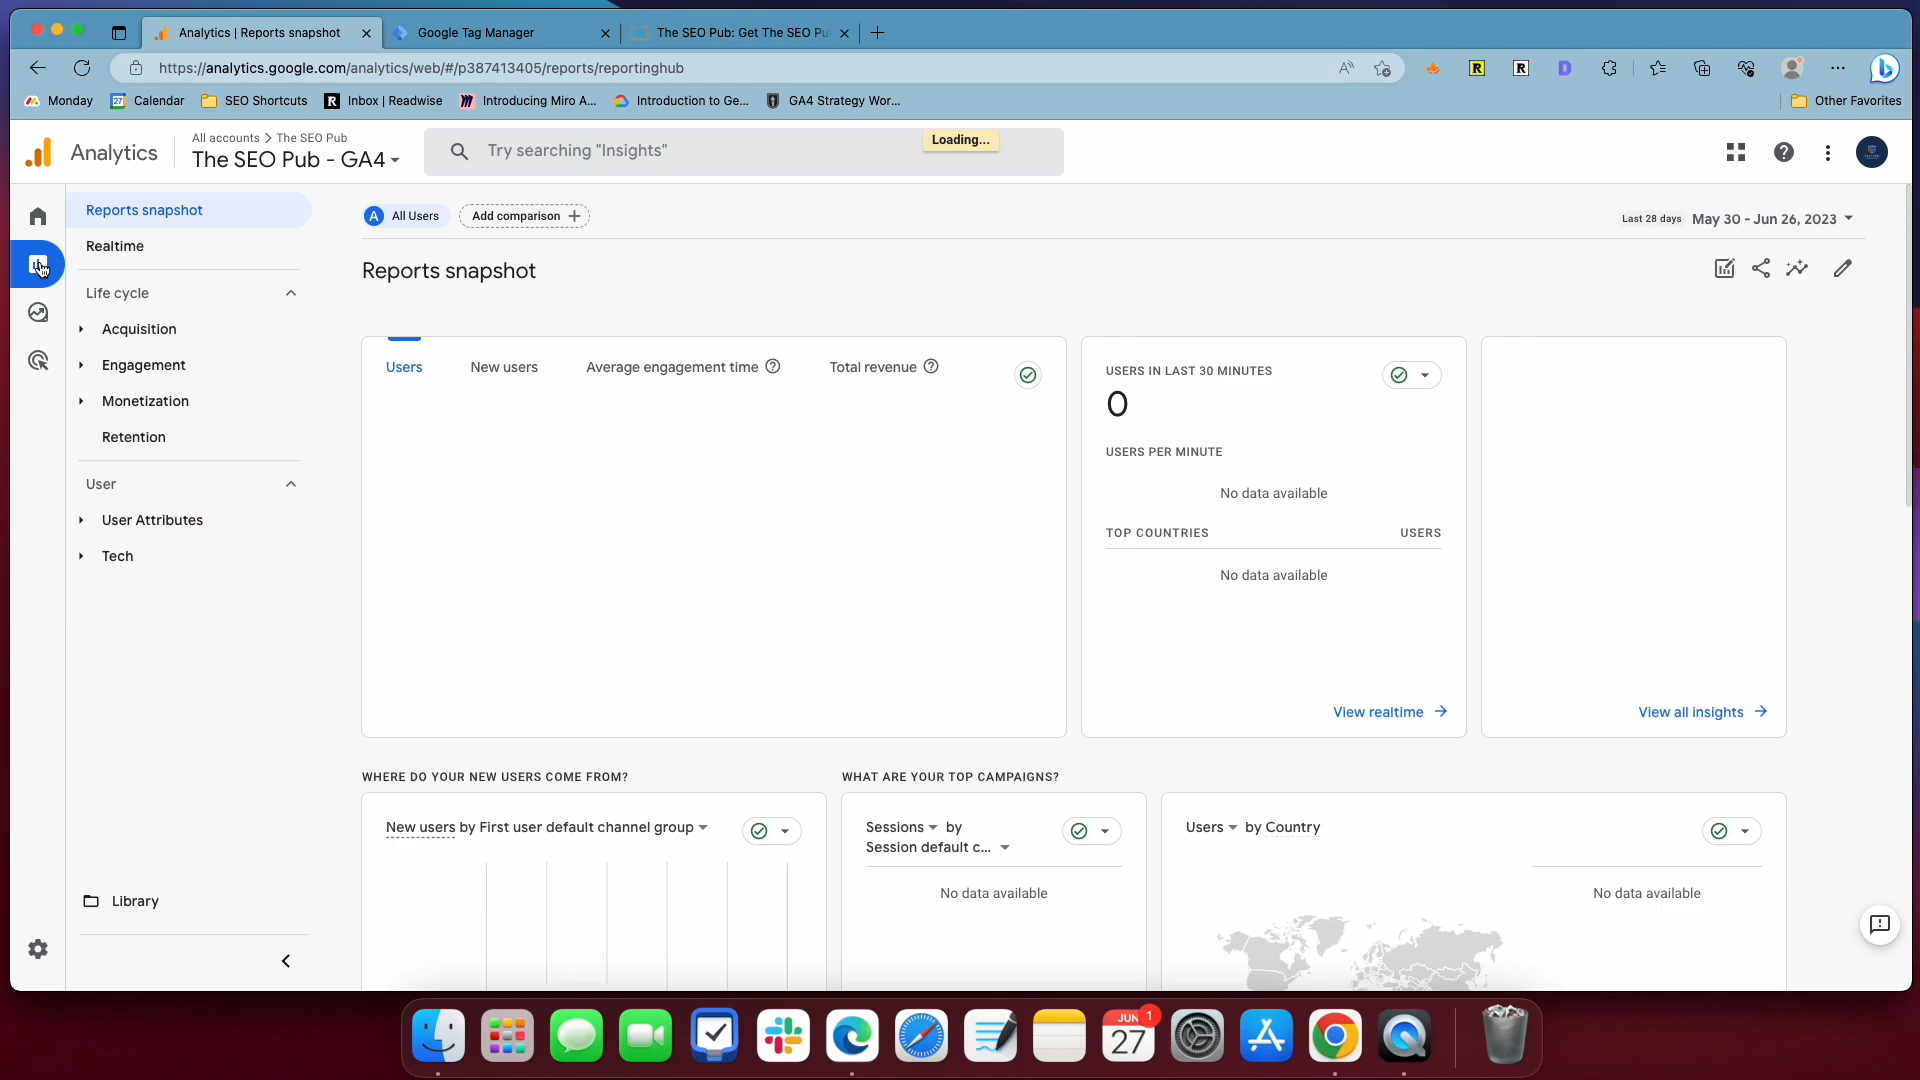 Analytics | Reports snapshot
Google Tag Manager
The SEO Pub: Get The SEO Pu
https://analytics.google.com/analytics/web/#/p387413405/reports/reportinghub
Monday
27 Calendar
SEO Shortcuts
R Inbox | Readwise
Introducing Miro A...
Introduction to Ge...
GA4 Strategy Wor...
Other Favorites
Analytics
All accounts > The SEO Pub
The SEO Pub - GA4
Try searching "Insights"
Loading...
Reports snapshot
Realtime
Life cycle
Acquisition
Engagement
Monetization
Retention
User
User Attributes
Tech
Library
A All Users
Add comparison +
Last 28 days May 30 - Jun 26, 2023
Reports snapshot
Users
New users
Average engagement time
Total revenue
USERS IN LAST 30 MINUTES
0
USERS PER MINUTE
No data available
TOP COUNTRIES USERS
No data available
View realtime
View all insights
WHERE DO YOUR NEW USERS COME FROM?
New users by First user default channel group
WHAT ARE YOUR TOP CAMPAIGNS?
Sessions by
Session default c...
No data available
Users by Country
No data available
JUN
27
1